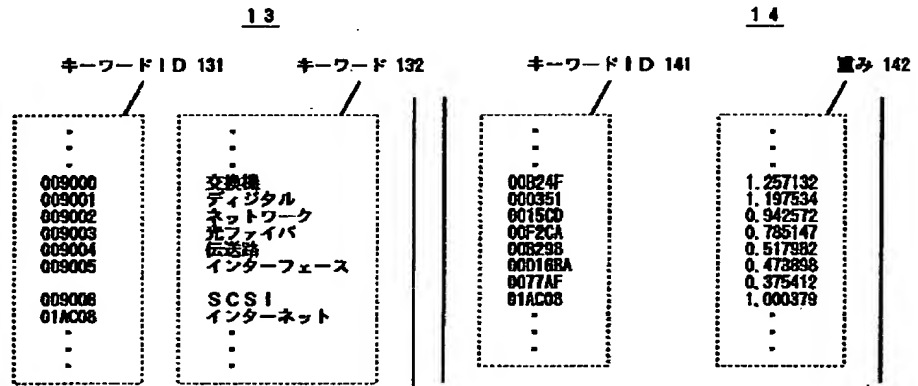 13
14
キーワードID 131 キーワード 132 キーワードID 141 重み 142
009000 交換機 00B24F 1.257132
009001 ディジタル 000351 1.197534
009002 ネットワーク 0015CD 0.942572
009003 光ファイバ 00F2CA 0.785147
009004 伝送路 00B298 0.517982
009005 インターフェース 00016BA 0.473898
0077AF 0.375412
009006 SCSI 01AC08 1.000379
01AC08 インターネット